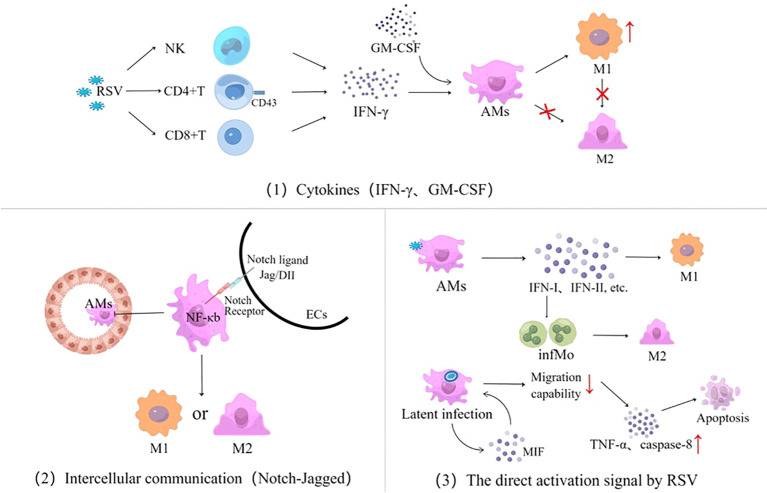 RSV
NK
CD4+T
CD43
CD8+T
GM-CSF
IFN-γ
AMs
M1
M2
(1) Cytokines (IFN-γ、GM-CSF)
AMs
NF-κb
Notch ligand
Jag/DII
Notch
Receptor
ECs
M1
or
M2
(2) Intercellular communication (Notch-Jagged)
AMs
IFN-I、IFN-II, etc.
M1
infMo
M2
Latent infection
MIF
Migration
capability
TNF-α、caspase-8
Apoptosis
(3) The direct activation signal by RSV